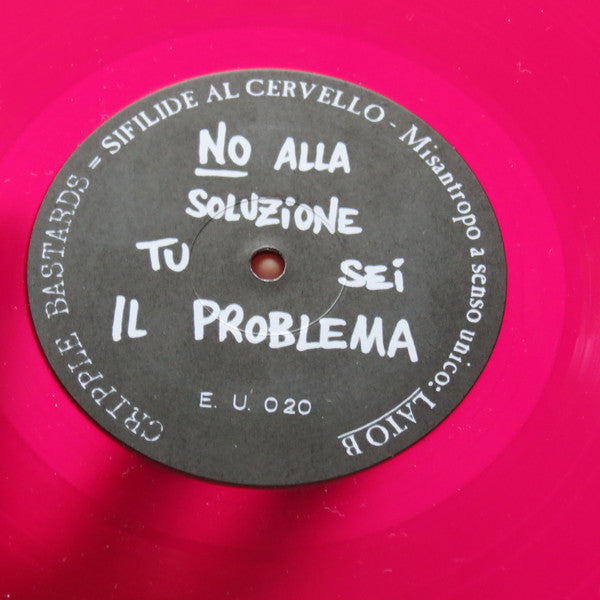 CRIPPLE BASTARDS = SIFILIDE AL CERVELLO - Misantropo a senso unico: LATO B
NO ALLA
SOLUZIONE
TU SEI
IL PROBLEMA
E. U. 020